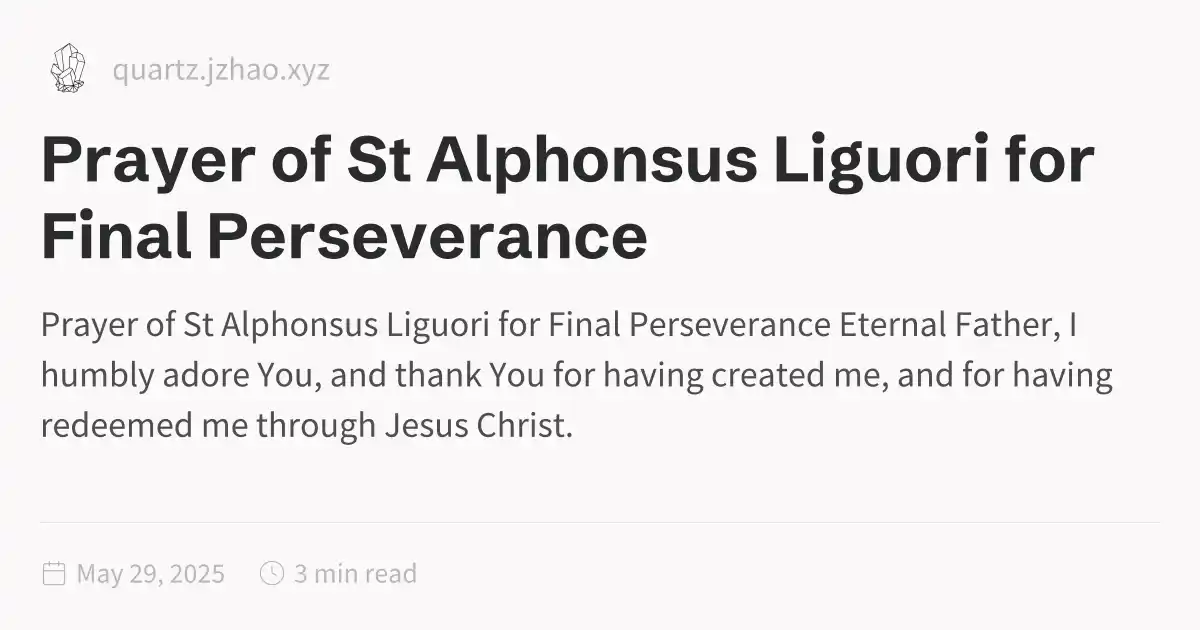 quartz.jzhao.xyz
Prayer of St Alphonsus Liguori for
Final Perseverance
Prayer of St Alphonsus Liguori for Final Perseverance Eternal Father, I
humbly adore You, and thank You for having created me, and for having
redeemed me through Jesus Christ.
May 29, 2025 3 min read